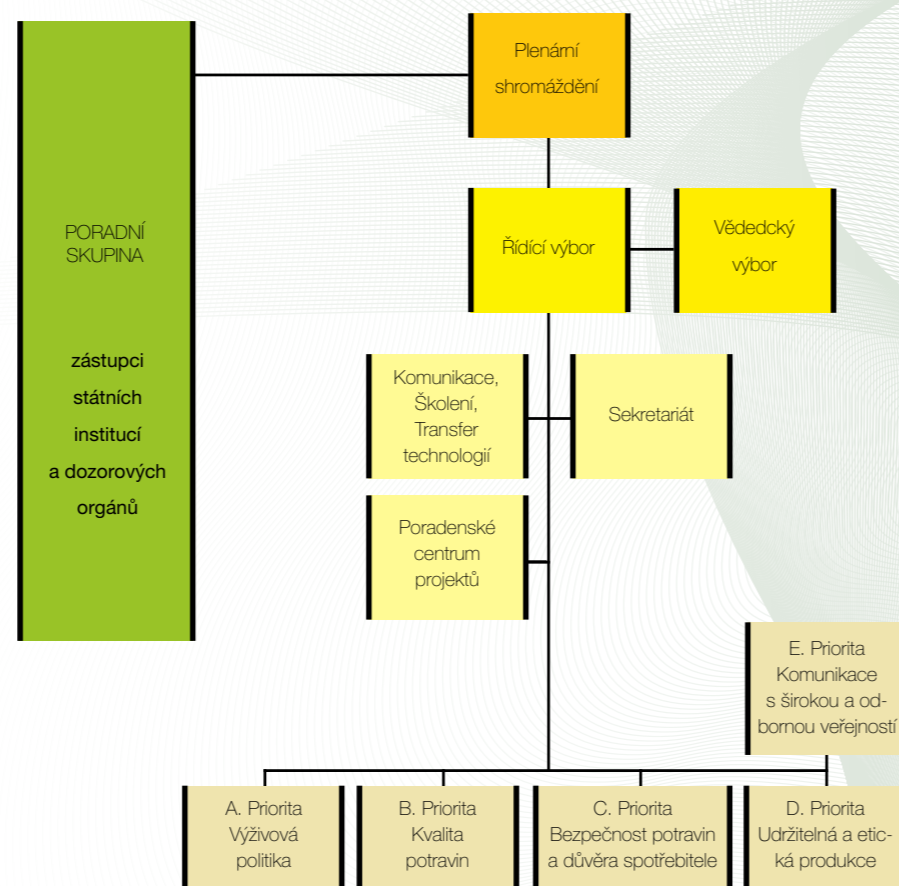 Plenární
shromáždění
PORADNÍ
SKUPINA
zástupci
státních
institucí
a dozorových
orgánů
Řídící výbor
Vědedcký
výbor
Komunikace,
Školení,
Transfer
technologií
Sekretariát
Poradenské
centrum
projektů
E. Priorita
Komunikace
s širokou a od-
bornou veřejností
A. Priorita
Výživová
politika
B. Priorita
Kvalita
potravin
C. Priorita
Bezpečnost potravin
a důvěra spotřebitele
D. Priorita
Udržitelná a etic-
ká produkce